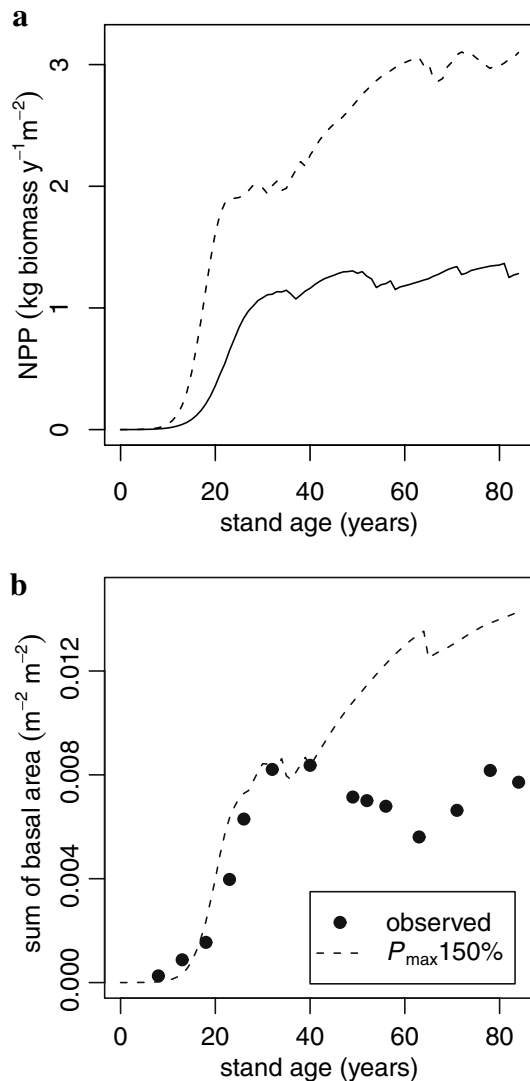 a
NPP (kg biomass y⁻¹m⁻²)
3
2
1
0
0 20 40 60 80
stand age (years)
b
sum of basal area (m⁻² m⁻²)
0.012
0.008
0.004
0.000
observed
Pmax150%
0 20 40 60 80
stand age (years)